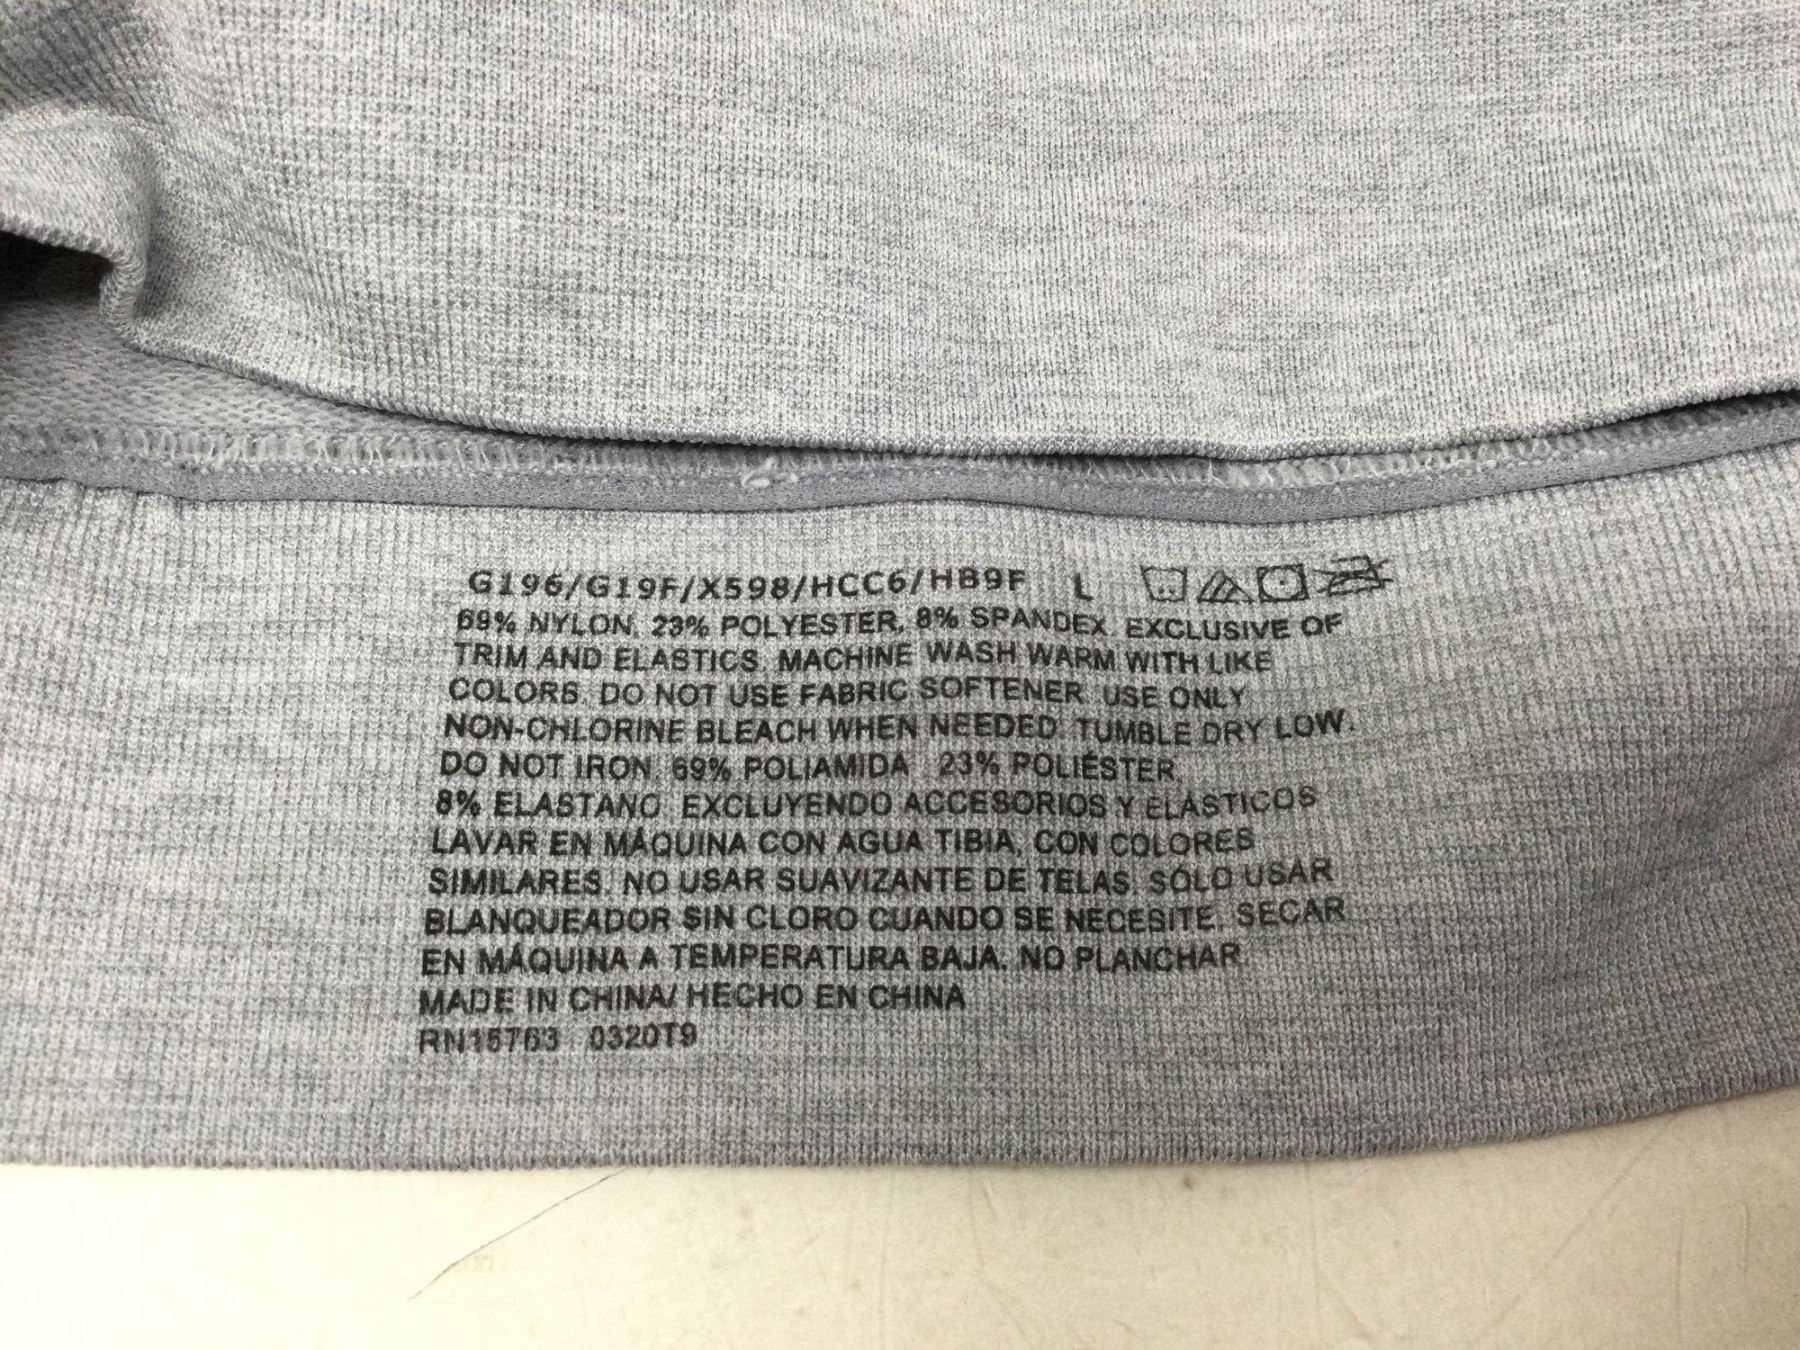 G196/G19F/X598/HCC6/HB9F L
69% NYLON, 23% POLYESTER, 8% SPANDEX. EXCLUSIVE OF
TRIM AND ELASTICS. MACHINE WASH WARM WITH LIKE
COLORS. DO NOT USE FABRIC SOFTENER. USE ONLY
NON-CHLORINE BLEACH WHEN NEEDED. TUMBLE DRY LOW.
DO NOT IRON. 69% POLIAMIDA, 23% POLIÉSTER,
8% ELASTANO. EXCLUYENDO ACCESORIOS Y ELÁSTICOS
LAVAR EN MÁQUINA CON AGUA TIBIA, CON COLORES
SIMILARES. NO USAR SUAVIZANTE DE TELAS. SÓLO USAR
BLANQUEADOR SIN CLORO CUANDO SE NECESITE. SECAR
EN MÁQUINA A TEMPERATURA BAJA. NO PLANCHAR.
MADE IN CHINA/ HECHO EN CHINA
RN15763 0320T9